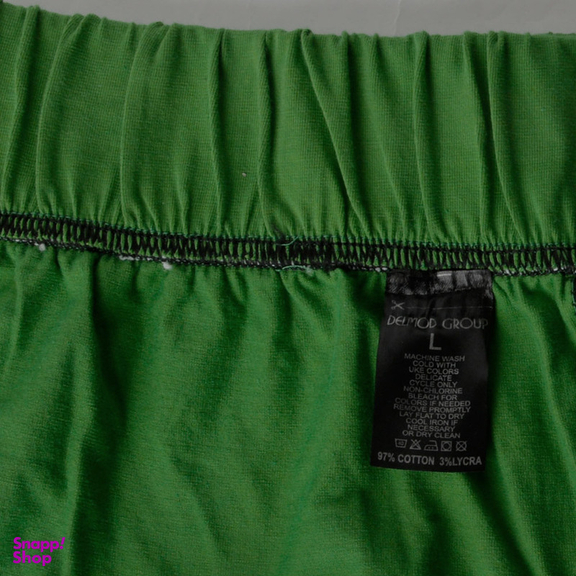 DELMOD GROUP
L
MACHINE WASH
COLD WITH
LIKE COLORS
DELICATE
CYCLE ONLY
NON-CHLORINE
BLEACH FOR
COLORS IF NEEDED
REMOVE PROMPTLY
LAY FLAT TO DRY
COOL IRON IF
NECESSARY
OR DRY CLEAN
97% COTTON 3%LYCRA
Snapp!
Shop